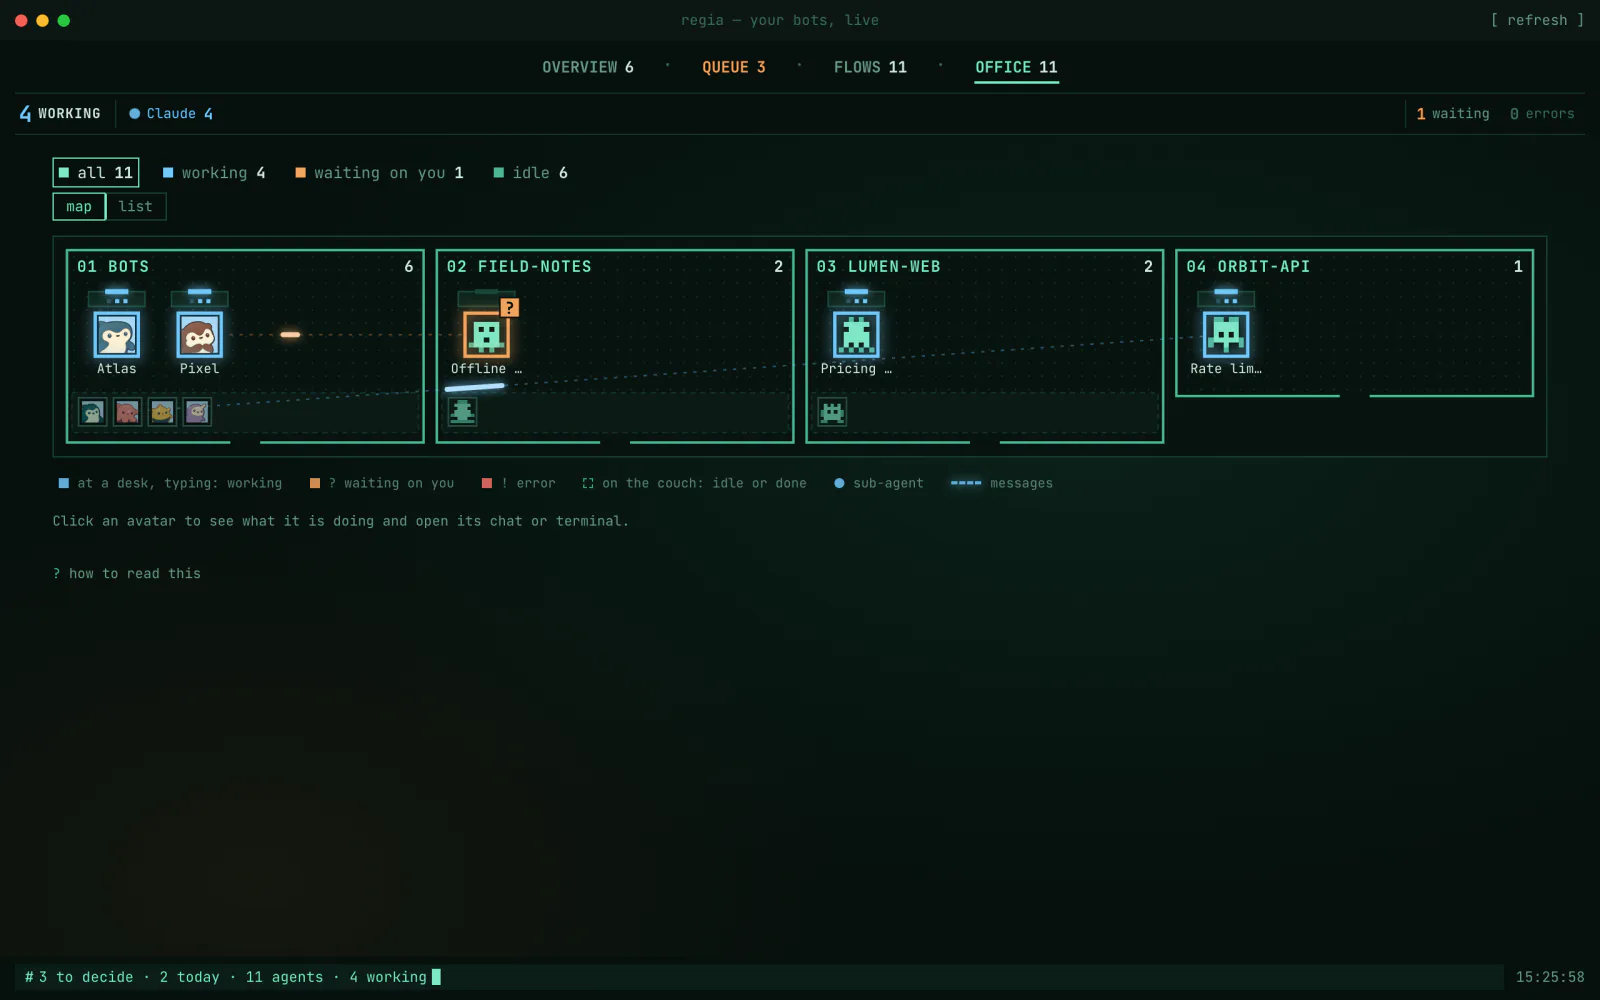 regia — your bots, live
[ refresh ]
OVERVIEW 6 · QUEUE 3 · FLOWS 11 · OFFICE 11
4 WORKING Claude 4
1 waiting 0 errors
all 11 working 4 waiting on you 1 idle 6
map list
01 BOTS 6
02 FIELD-NOTES 2
03 LUMEN-WEB 2
04 ORBIT-API 1
?
Atlas Pixel Offline … Pricing … Rate lim…
at a desk, typing: working ? waiting on you ! error on the couch: idle or done sub-agent messages
Click an avatar to see what it is doing and open its chat or terminal.
? how to read this
# 3 to decide · 2 today · 11 agents · 4 working
15:25:58